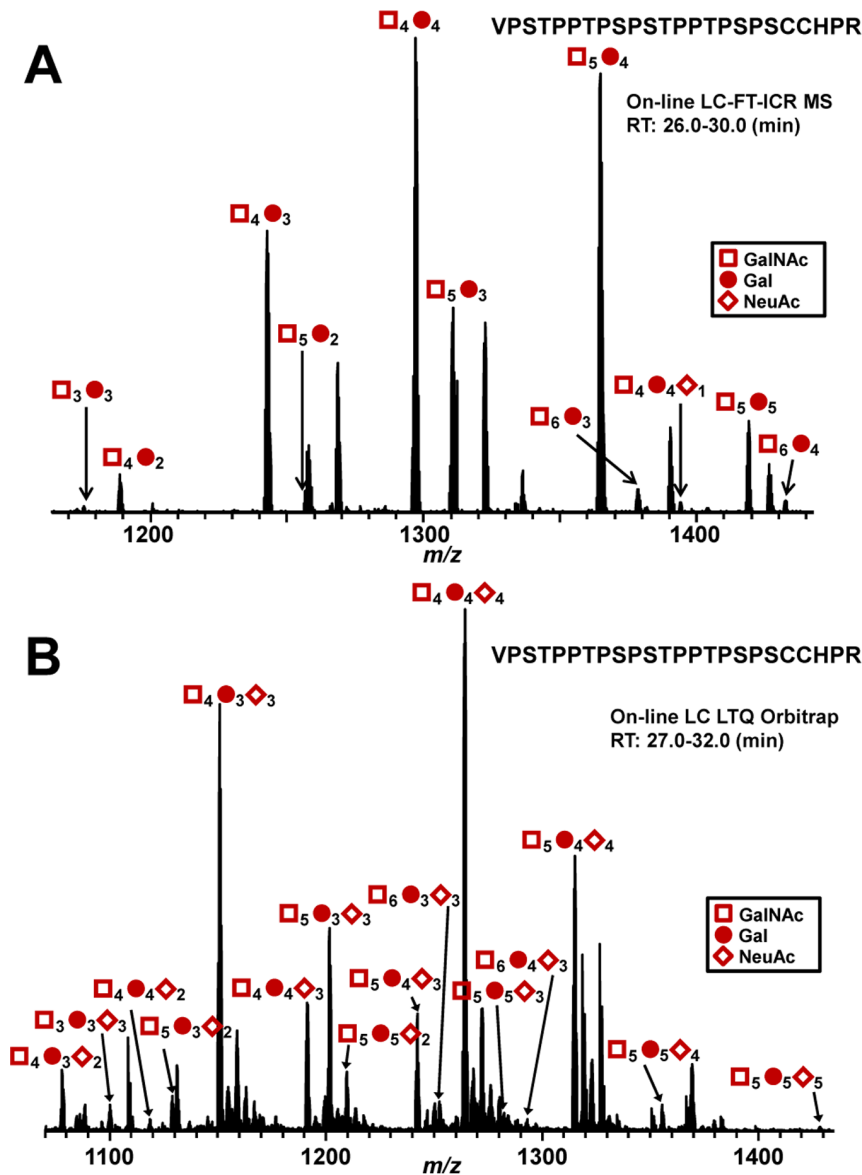 □4●4
VPSTPPTPSPSTPPTPSPSCCHPR
A
□5●4
On-line LC-FT-ICR MS
RT: 26.0-30.0 (min)
□4●3
□ GalNAc
● Gal
◇ NeuAc
□5●3
□5●2
□3●3
□4●4◇1
□5●5
□6●3
□6●4
□4●2
1200 1300 1400
m/z
□4●4◇4
B
VPSTPPTPSPSTPPTPSPSCCHPR
□4●3◇3
On-line LC LTQ Orbitrap
RT: 27.0-32.0 (min)
□5●4◇4
□6●3◇3
□5●3◇3
□ GalNAc
● Gal
◇ NeuAc
□6●4◇3
□5●4◇3
□4●4◇2
□4●4◇3
□5●5◇3
□3●3◇3
□5●3◇2
□5●5◇2
□4●3◇2
□5●5◇4
□5●5◇5
1100 1200 1300 1400
m/z